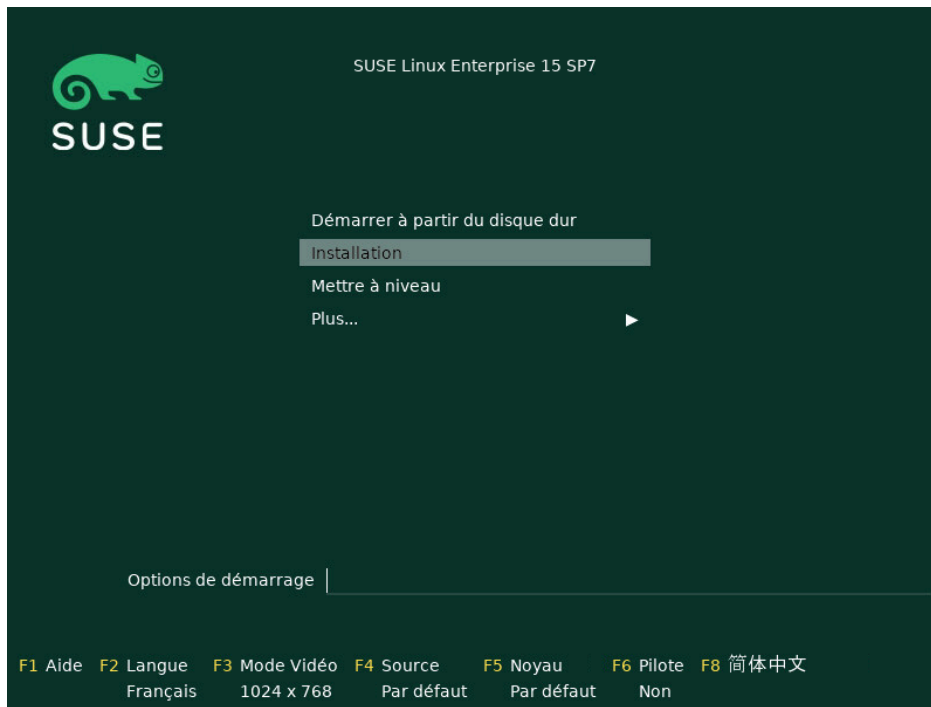 SUSE Linux Enterprise 15 SP7
SUSE
Démarrer à partir du disque dur
Installation
Mettre à niveau
Plus...
Options de démarrage
F1 Aide F2 Langue F3 Mode Vidéo F4 Source F5 Noyau F6 Pilote F8 简体中文
Français 1024 x 768 Par défaut Par défaut Non